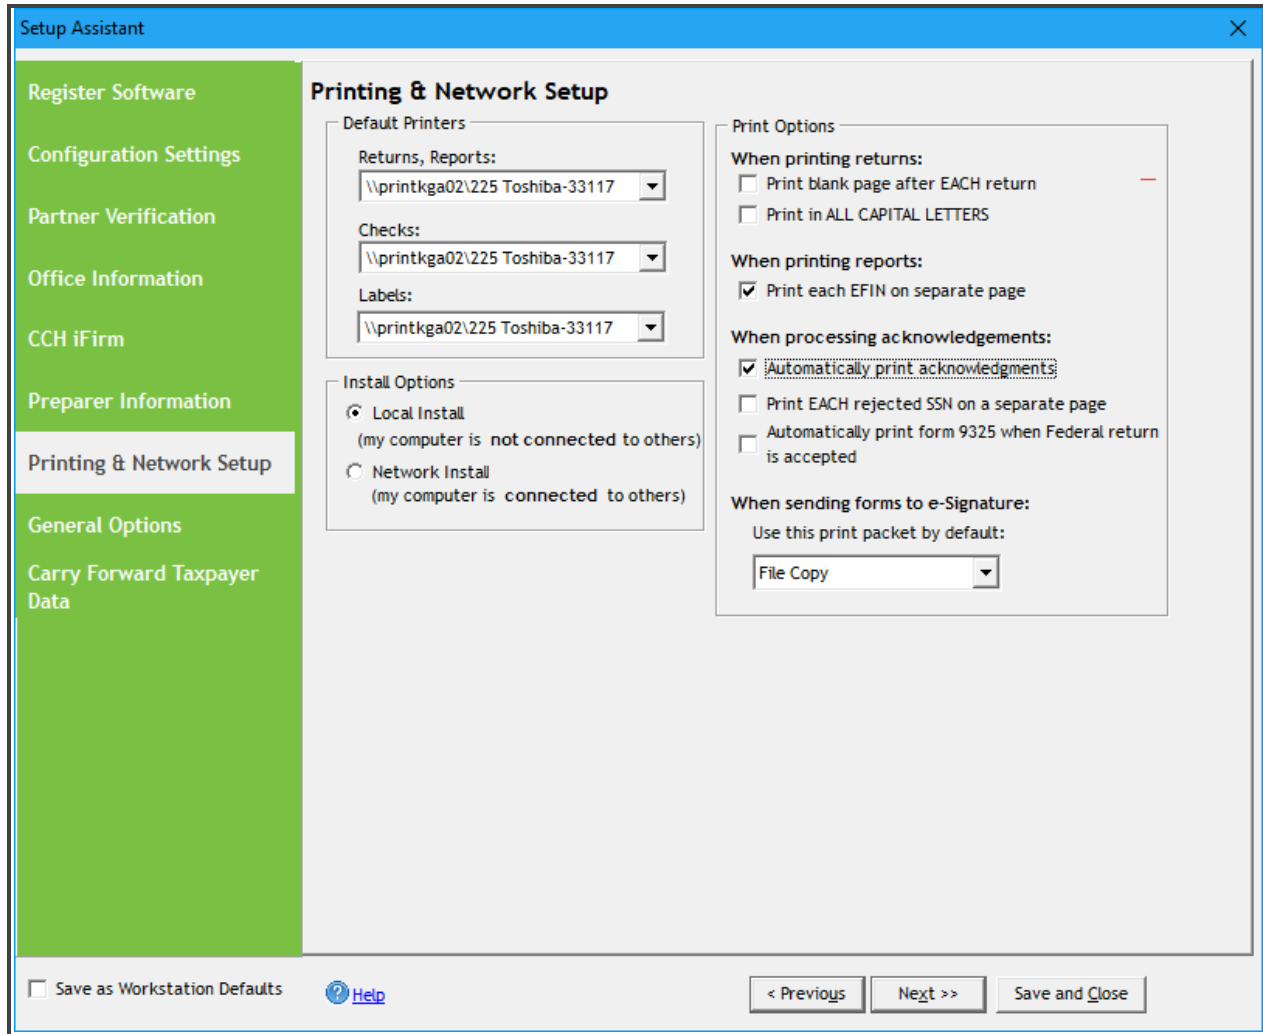 Setup Assistant
Register Software
Configuration Settings
Partner Verification
Office Information
CCH iFirm
Preparer Information
Printing & Network Setup
General Options
Carry Forward Taxpayer
Data
Printing & Network Setup
Default Printers
Returns, Reports:
\\printkga02\225 Toshiba-33117
Checks:
\\printkga02\225 Toshiba-33117
Labels:
\\printkga02\225 Toshiba-33117
Install Options
Local Install
(my computer is not connected to others)
Network Install
(my computer is connected to others)
Print Options
When printing returns:
Print blank page after EACH return
Print in ALL CAPITAL LETTERS
When printing reports:
Print each EFIN on separate page
When processing acknowledgements:
Automatically print acknowledgments
Print EACH rejected SSN on a separate page
Automatically print form 9325 when Federal return
is accepted
When sending forms to e-Signature:
Use this print packet by default:
File Copy
Save as Workstation Defaults
Help
< Previous
Next >>
Save and Close